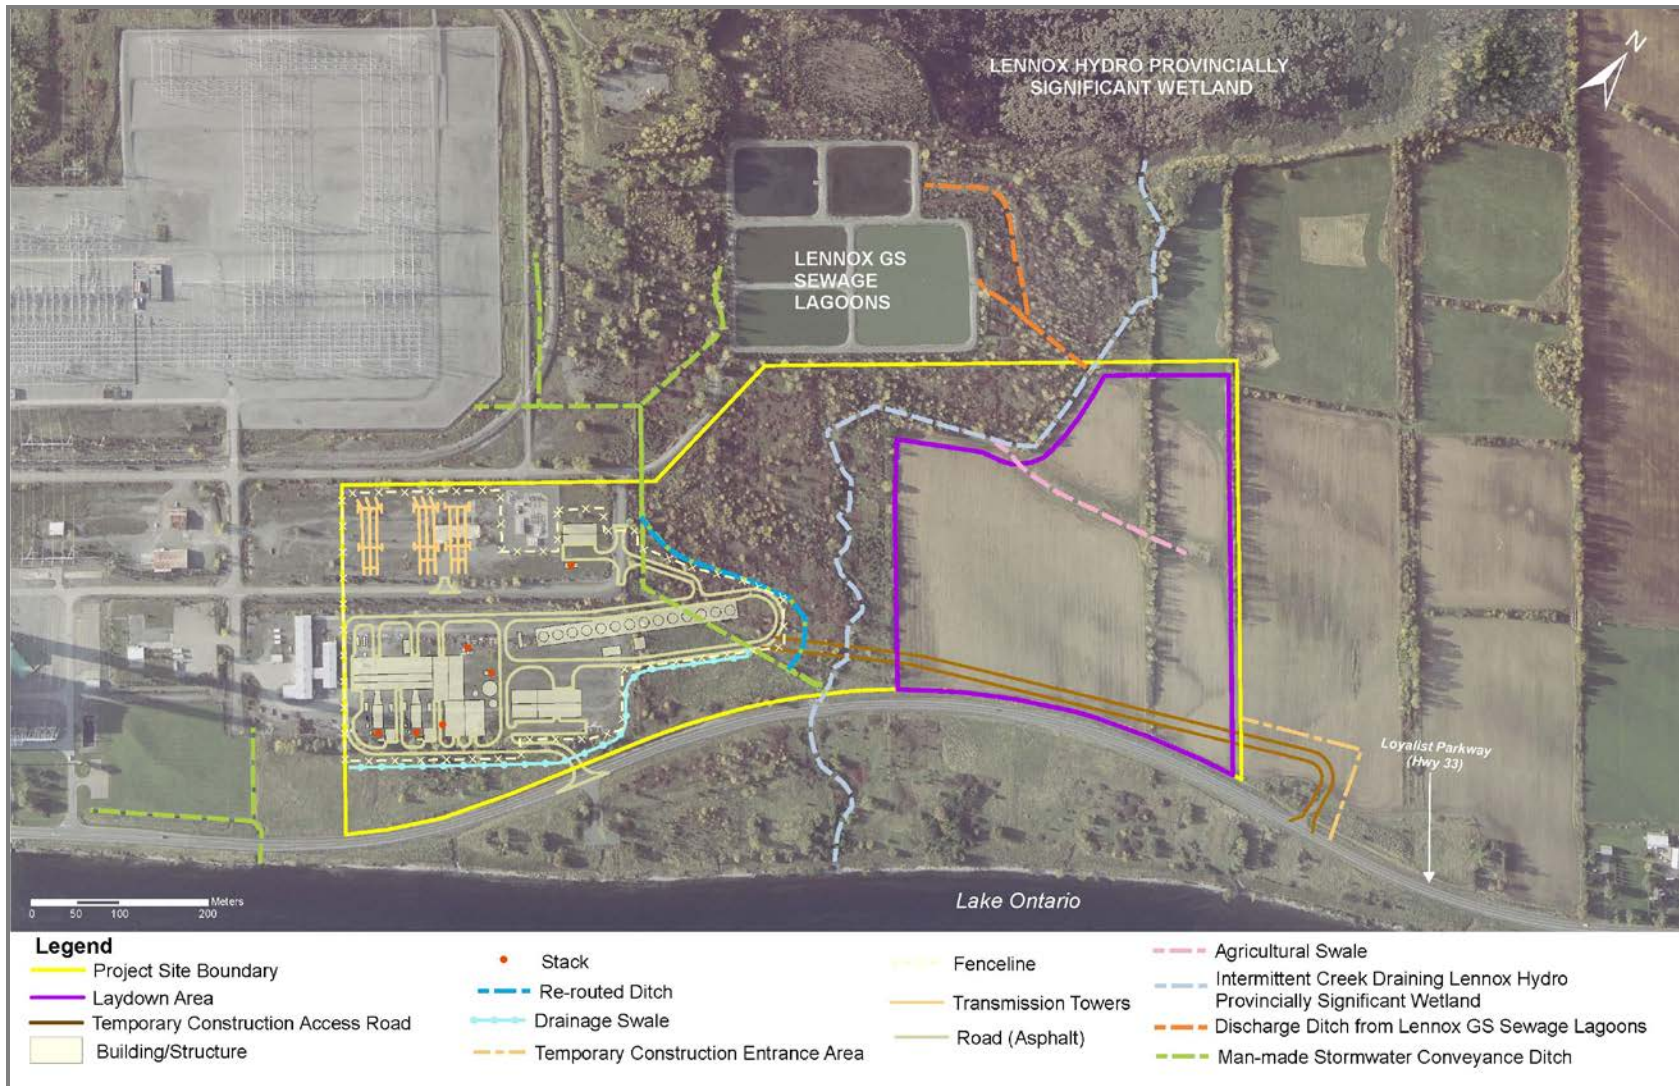 N
LENNOX HYDRO PROVINCIALLY
SIGNIFICANT WETLAND
LENNOX GS
SEWAGE
LAGOONS
Loyalist Parkway
(Hwy 33)
Lake Ontario
Meters
0 50 100 200
Legend
Project Site Boundary
Laydown Area
Temporary Construction Access Road
Building/Structure
Stack
Re-routed Ditch
Drainage Swale
Temporary Construction Entrance Area
Fenceline
Transmission Towers
Road (Asphalt)
Agricultural Swale
Intermittent Creek Draining Lennox Hydro
Provincially Significant Wetland
Discharge Ditch from Lennox GS Sewage Lagoons
Man-made Stormwater Conveyance Ditch